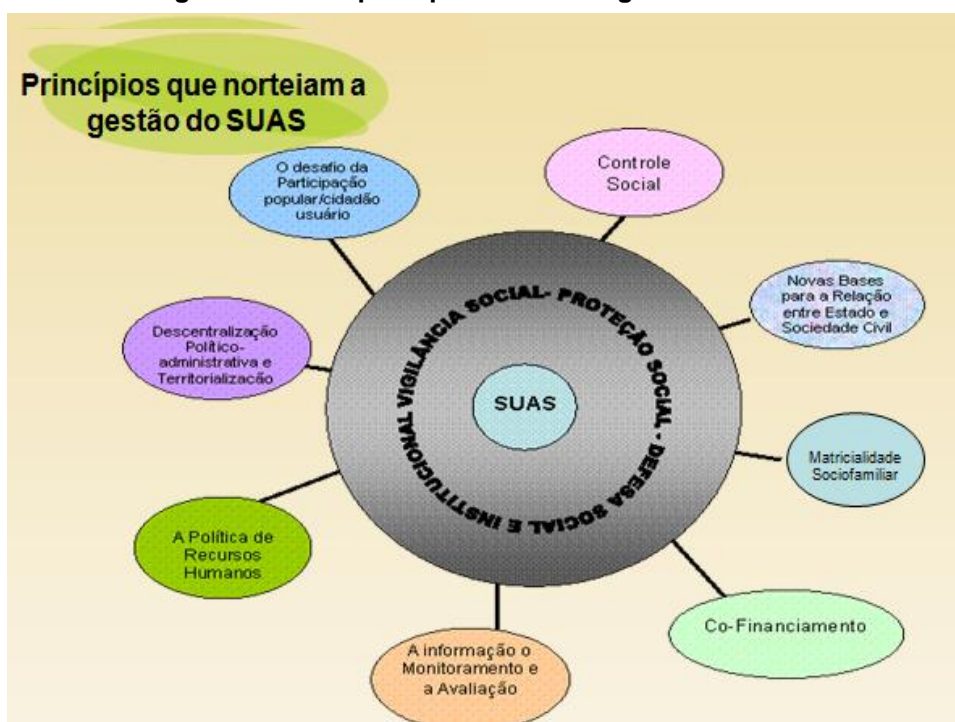 Princípios que norteiam a
gestão do SUAS
O desafio da
Participação
popular/cidadão
usuário
Controle
Social
Novas Bases
para a Relação
entre Estado e
Sociedade Civil
Descentralização
Político-
administrativa e
Territorialização
VIGILÂNCIA SOCIAL- PROTEÇÃO SOCIAL - DEFESA SOCIAL E INSTITUCIONAL
SUAS
Matricialidade
Sociofamiliar
A Política de
Recursos
Humanos
Co-Financiamento
A informação o
Monitoramento e
a Avaliação